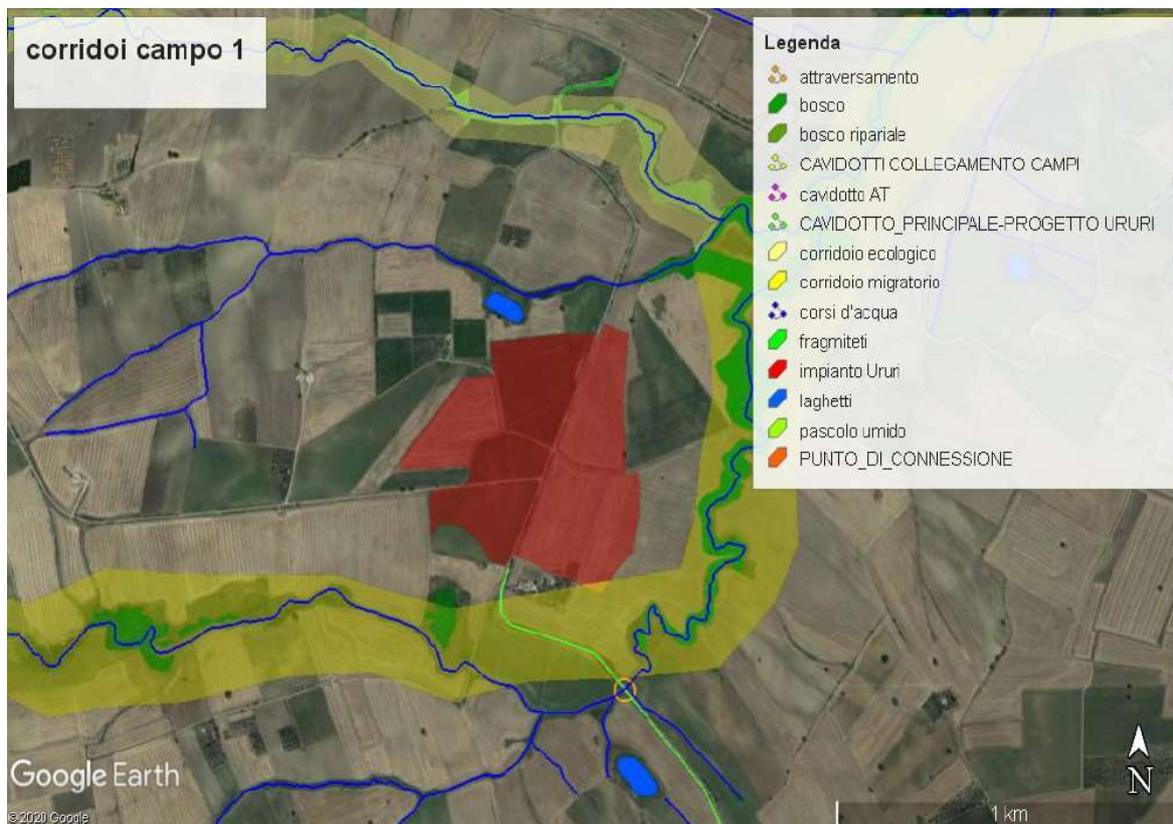 corridoi campo 1
Legenda
attraversamento
bosco
bosco ripariale
CAVIDOTTI COLLEGAMENTO CAMPI
cavidotto AT
CAVIDOTTO_PRINCIPALE-PROGETTO URURI
corridoio ecologico
corridoio migratorio
corsi d'acqua
fragmiteti
impianto Ururi
laghetti
pascolo umido
PUNTO_DI_CONNESSIONE
N
Google Earth
© 2020 Google
1 km